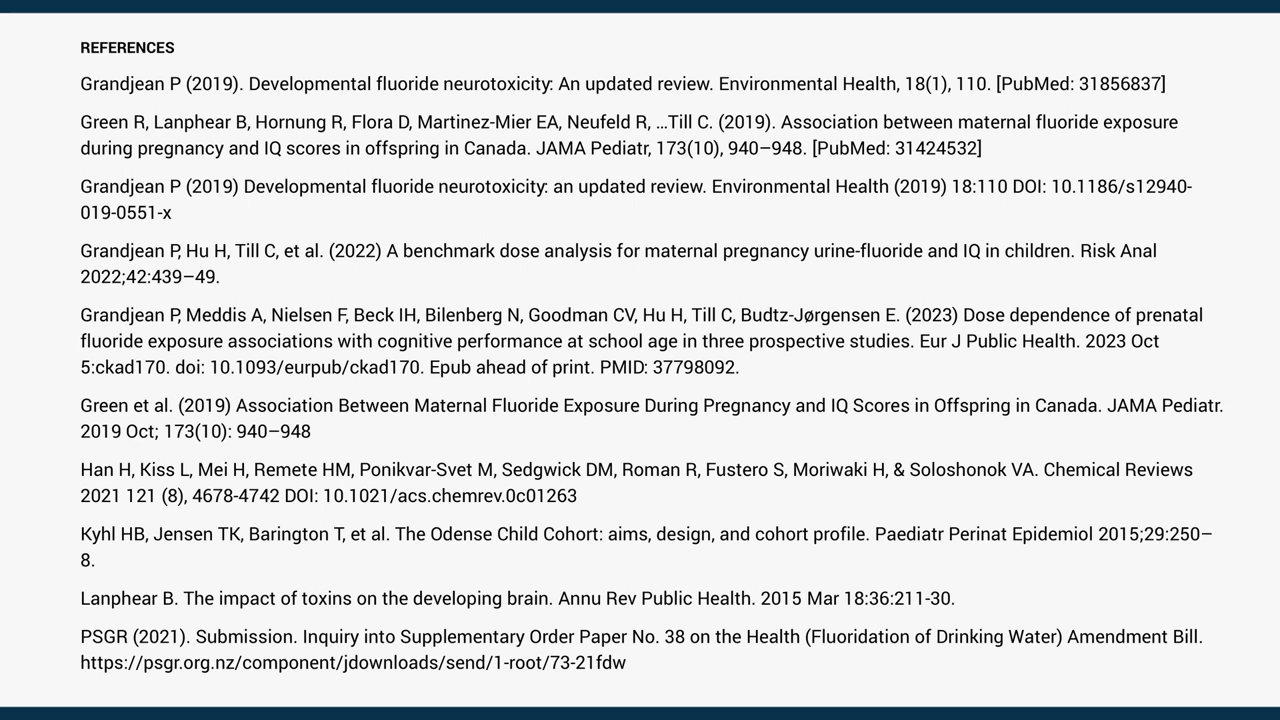 REFERENCES
Grandjean P (2019). Developmental fluoride neurotoxicity: An updated review. Environmental Health, 18(1), 110. [PubMed: 31856837]
Green R, Lanphear B, Hornung R, Flora D, Martinez-Mier EA, Neufeld R, …Till C. (2019). Association between maternal fluoride exposure
during pregnancy and IQ scores in offspring in Canada. JAMA Pediatr, 173(10), 940–948. [PubMed: 31424532]
Grandjean P (2019) Developmental fluoride neurotoxicity: an updated review. Environmental Health (2019) 18:110 DOI: 10.1186/s12940-
019-0551-x
Grandjean P, Hu H, Till C, et al. (2022) A benchmark dose analysis for maternal pregnancy urine-fluoride and IQ in children. Risk Anal
2022;42:439–49.
Grandjean P, Meddis A, Nielsen F, Beck IH, Bilenberg N, Goodman CV, Hu H, Till C, Budtz-Jørgensen E. (2023) Dose dependence of prenatal
fluoride exposure associations with cognitive performance at school age in three prospective studies. Eur J Public Health. 2023 Oct
5:ckad170. doi: 10.1093/eurpub/ckad170. Epub ahead of print. PMID: 37798092.
Green et al. (2019) Association Between Maternal Fluoride Exposure During Pregnancy and IQ Scores in Offspring in Canada. JAMA Pediatr.
2019 Oct; 173(10): 940–948
Han H, Kiss L, Mei H, Remete HM, Ponikvar-Svet M, Sedgwick DM, Roman R, Fustero S, Moriwaki H, & Soloshonok VA. Chemical Reviews
2021 121 (8), 4678-4742 DOI: 10.1021/acs.chemrev.0c01263
Kyhl HB, Jensen TK, Barington T, et al. The Odense Child Cohort: aims, design, and cohort profile. Paediatr Perinat Epidemiol 2015;29:250–
8.
Lanphear B. The impact of toxins on the developing brain. Annu Rev Public Health. 2015 Mar 18:36:211-30.
PSGR (2021). Submission. Inquiry into Supplementary Order Paper No. 38 on the Health (Fluoridation of Drinking Water) Amendment Bill.
https://psgr.org.nz/component/jdownloads/send/1-root/73-21fdw